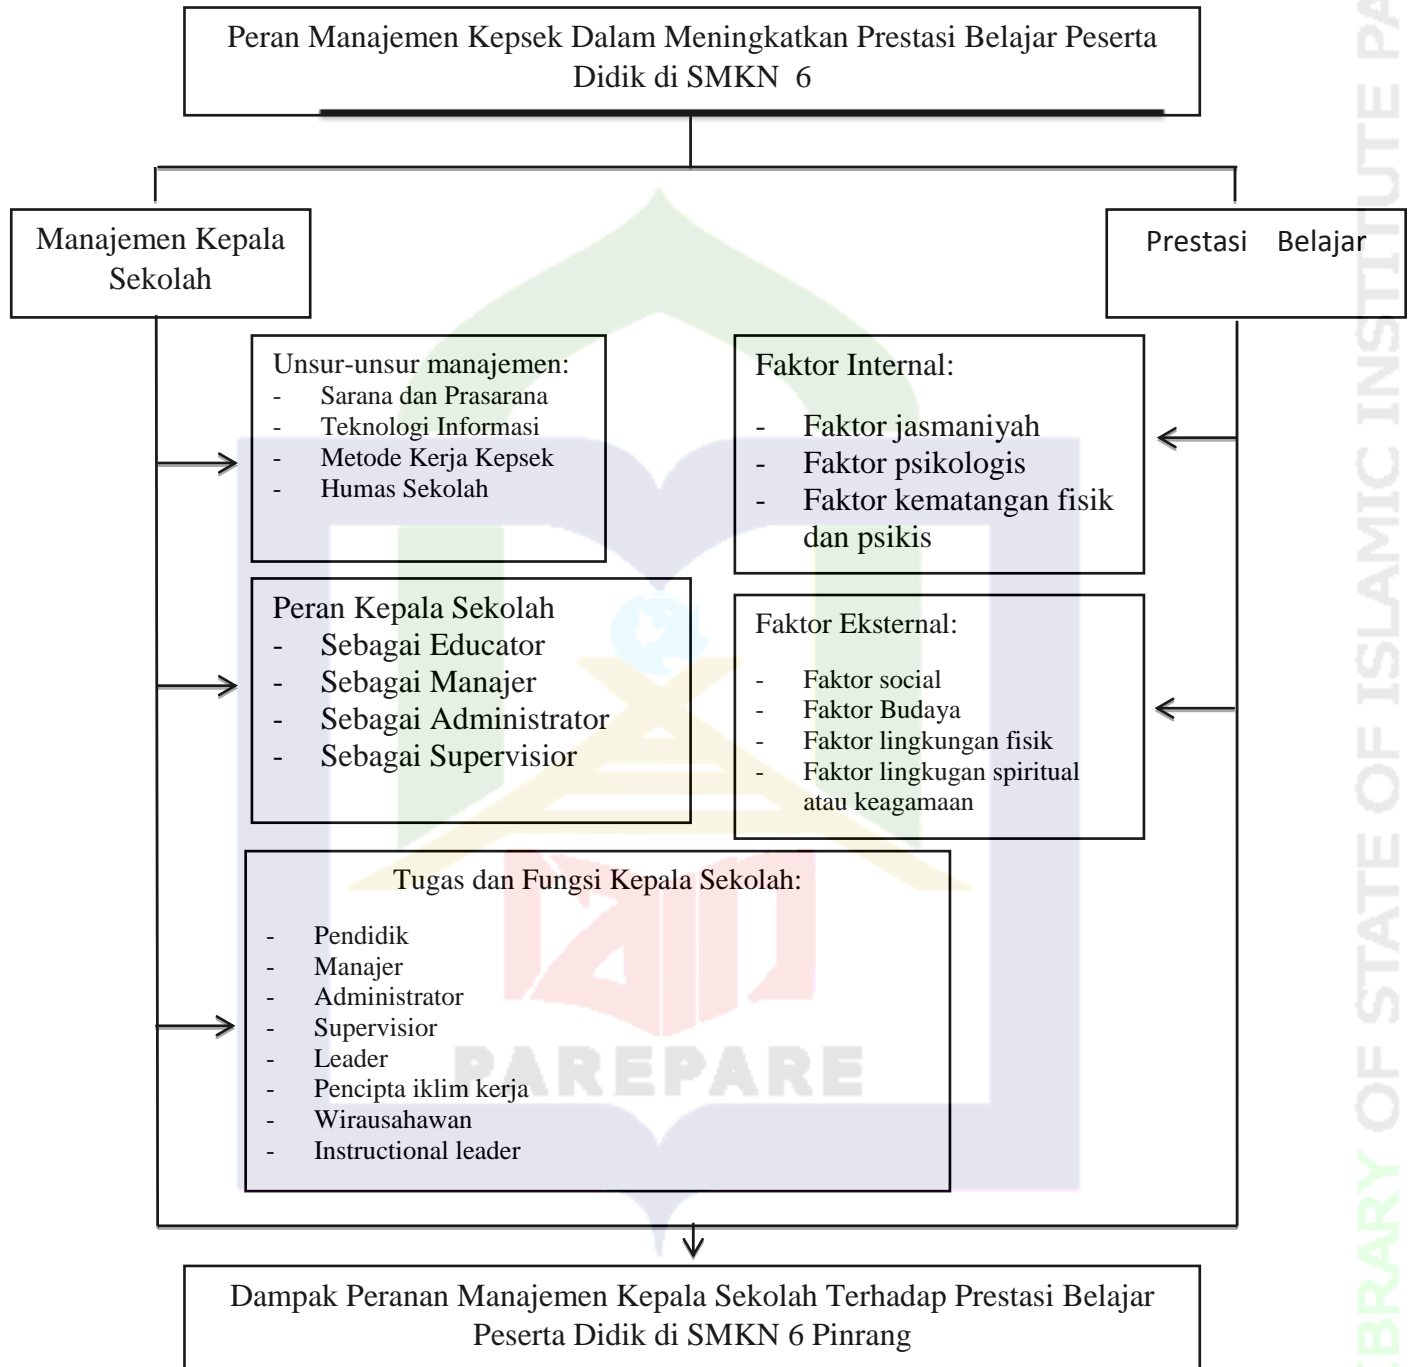 Peran Manajemen Kepsek Dalam Meningkatkan Prestasi Belajar Peserta
Didik di SMKN 6
Manajemen Kepala
Sekolah
Prestasi Belajar
Unsur-unsur manajemen:
- Sarana dan Prasarana
- Teknologi Informasi
- Metode Kerja Kepsek
- Humas Sekolah
Faktor Internal:
- Faktor jasmaniyah
- Faktor psikologis
- Faktor kematangan fisik
dan psikis
Peran Kepala Sekolah
- Sebagai Educator
- Sebagai Manajer
- Sebagai Administrator
- Sebagai Supervisior
Faktor Eksternal:
- Faktor social
- Faktor Budaya
- Faktor lingkungan fisik
- Faktor lingkugan spiritual
atau keagamaan
Tugas dan Fungsi Kepala Sekolah:
- Pendidik
- Manajer
- Administrator
- Supervisior
- Leader
- Pencipta iklim kerja
- Wirausahawan
- Instructional leader
PAREPARE
Dampak Peranan Manajemen Kepala Sekolah Terhadap Prestasi Belajar
Peserta Didik di SMKN 6 Pinrang
OF STATE OF ISLAMIC INSTITUTE